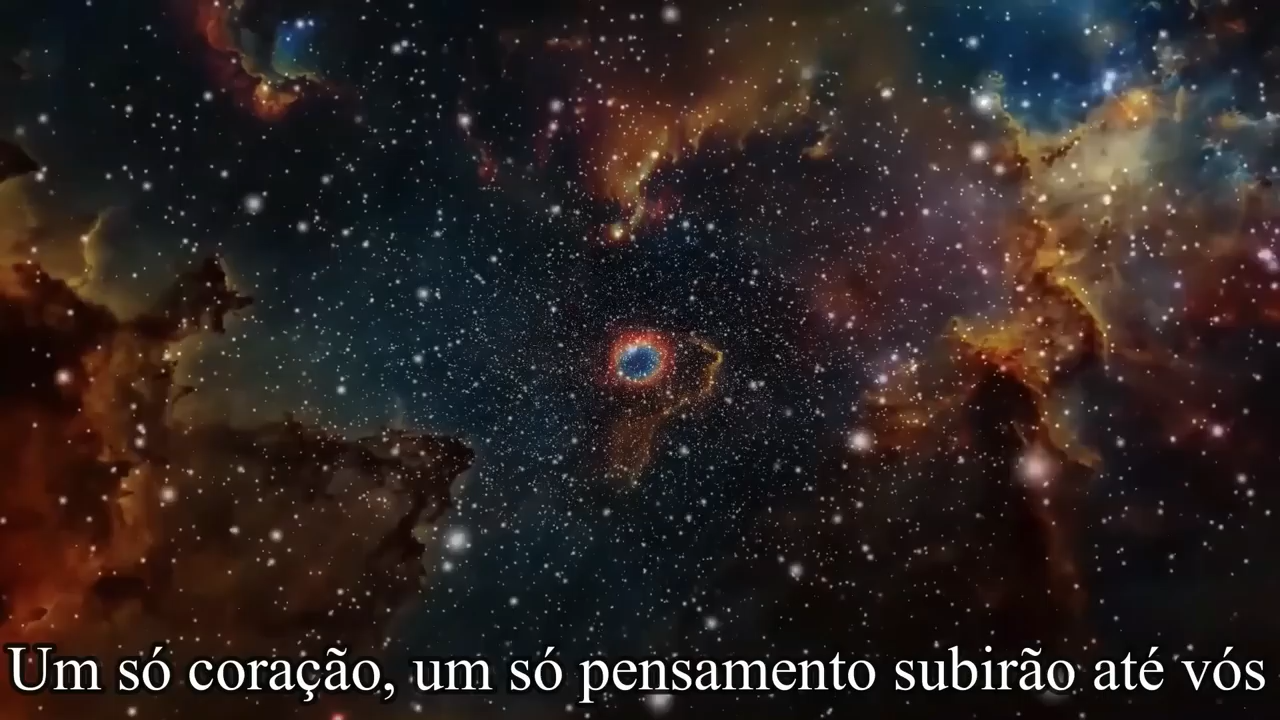 Um só coração, um só pensamento subirão até vós